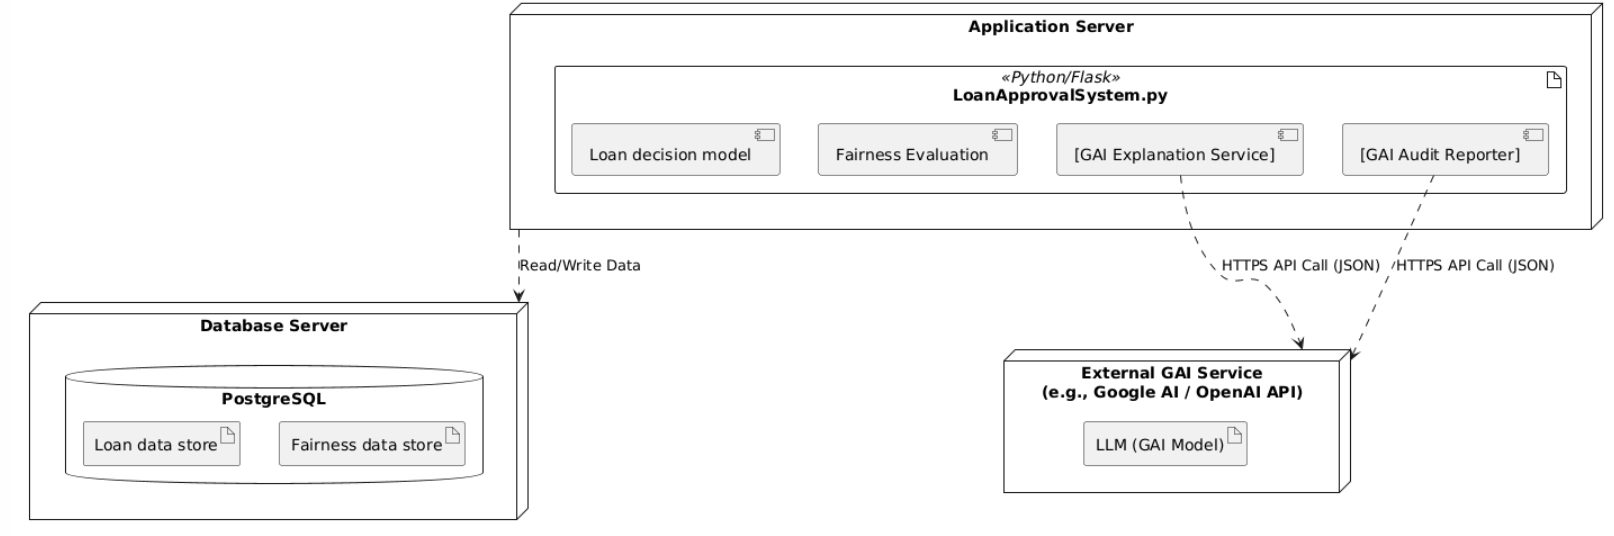 Application Server
«Python/Flask»
LoanApprovalSystem.py
Loan decision model
Fairness Evaluation
[GAI Explanation Service]
[GAI Audit Reporter]
Read/Write Data
HTTPS API Call (JSON)
HTTPS API Call (JSON)
Database Server
PostgreSQL
Loan data store
Fairness data store
External GAI Service
(e.g., Google AI / OpenAI API)
LLM (GAI Model)